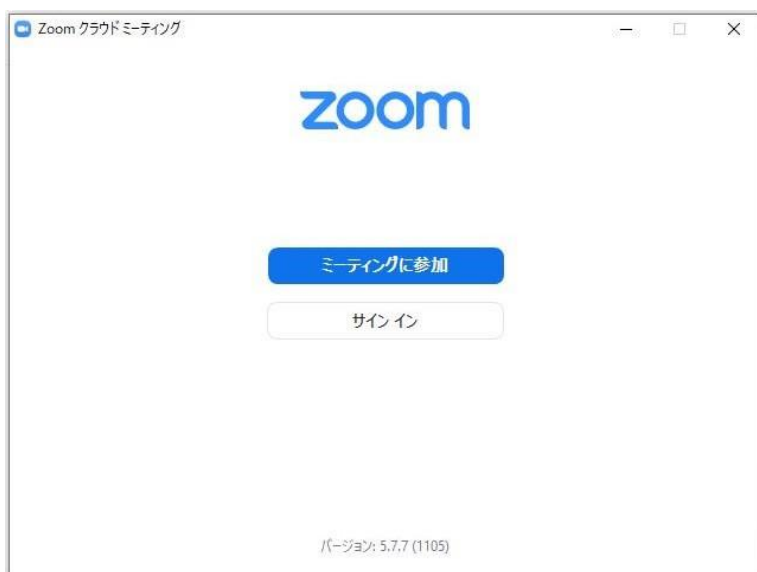 Zoom クラウド ミーティング
zoom
ミーティングに参加
サイン イン
バージョン: 5.7.7 (1105)